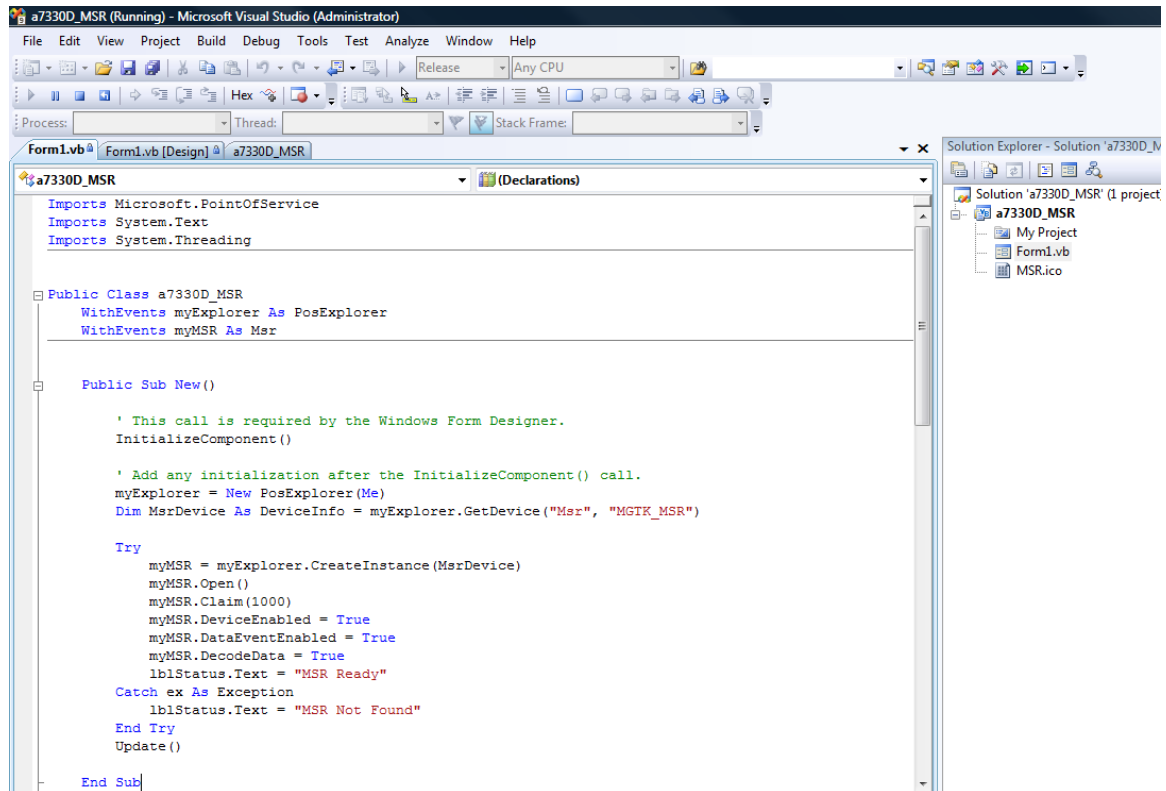 a7330D_MSR (Running) - Microsoft Visual Studio (Administrator)
File Edit View Project Build Debug Tools Test Analyze Window Help
Release Any CPU
Hex
Process: Thread: Stack Frame:
Form1.vb Form1.vb [Design] a7330D_MSR
a7330D_MSR (Declarations)
Imports Microsoft.PointOfService
Imports System.Text
Imports System.Threading
Public Class a7330D_MSR
WithEvents myExplorer As PosExplorer
WithEvents myMSR As Msr
Public Sub New()
' This call is required by the Windows Form Designer.
InitializeComponent()
' Add any initialization after the InitializeComponent() call.
myExplorer = New PosExplorer(Me)
Dim MsrDevice As DeviceInfo = myExplorer.GetDevice("Msr", "MGTK_MSR")
Try
myMSR = myExplorer.CreateInstance(MsrDevice)
myMSR.Open()
myMSR.Claim(1000)
myMSR.DeviceEnabled = True
myMSR.DataEventEnabled = True
myMSR.DecodeData = True
lblStatus.Text = "MSR Ready"
Catch ex As Exception
lblStatus.Text = "MSR Not Found"
End Try
Update()
End Sub
Solution Explorer - Solution 'a7330D_M
Solution 'a7330D_MSR' (1 project)
a7330D_MSR
My Project
Form1.vb
MSR.ico